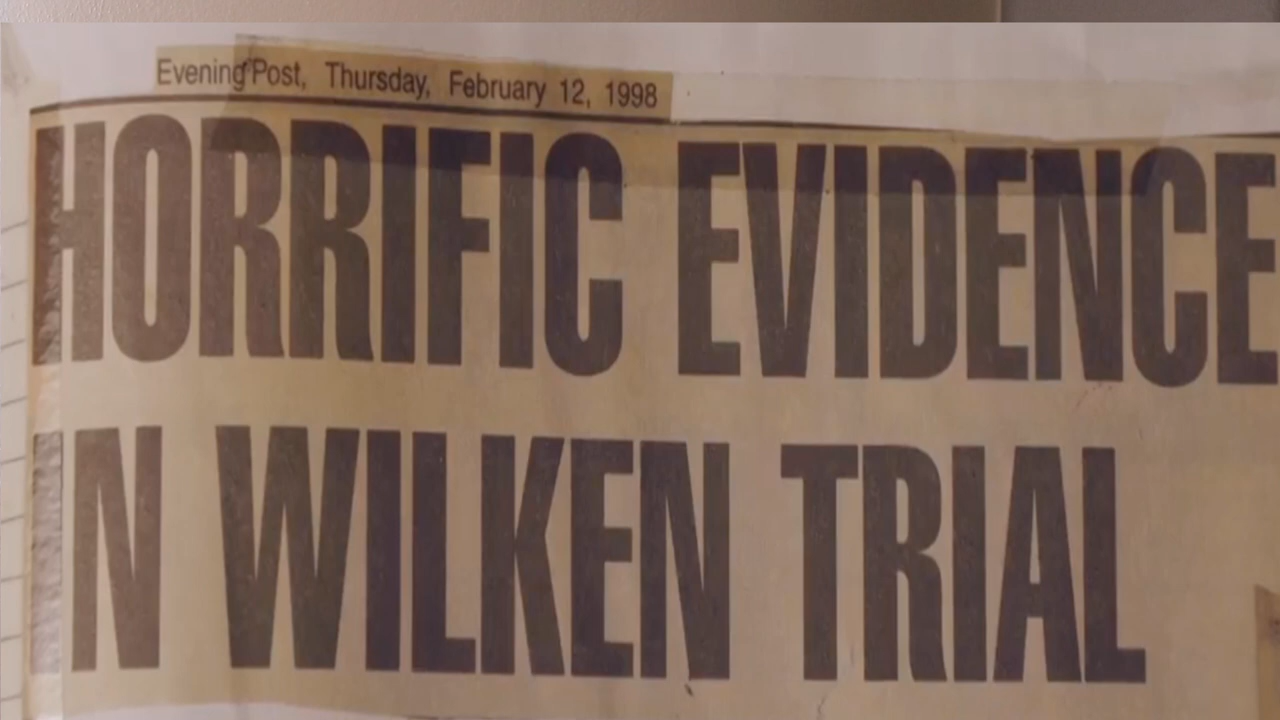 Evening Post, Thursday, February 12, 1998
HORRIFIC EVIDENCE
IN WILKEN TRIAL